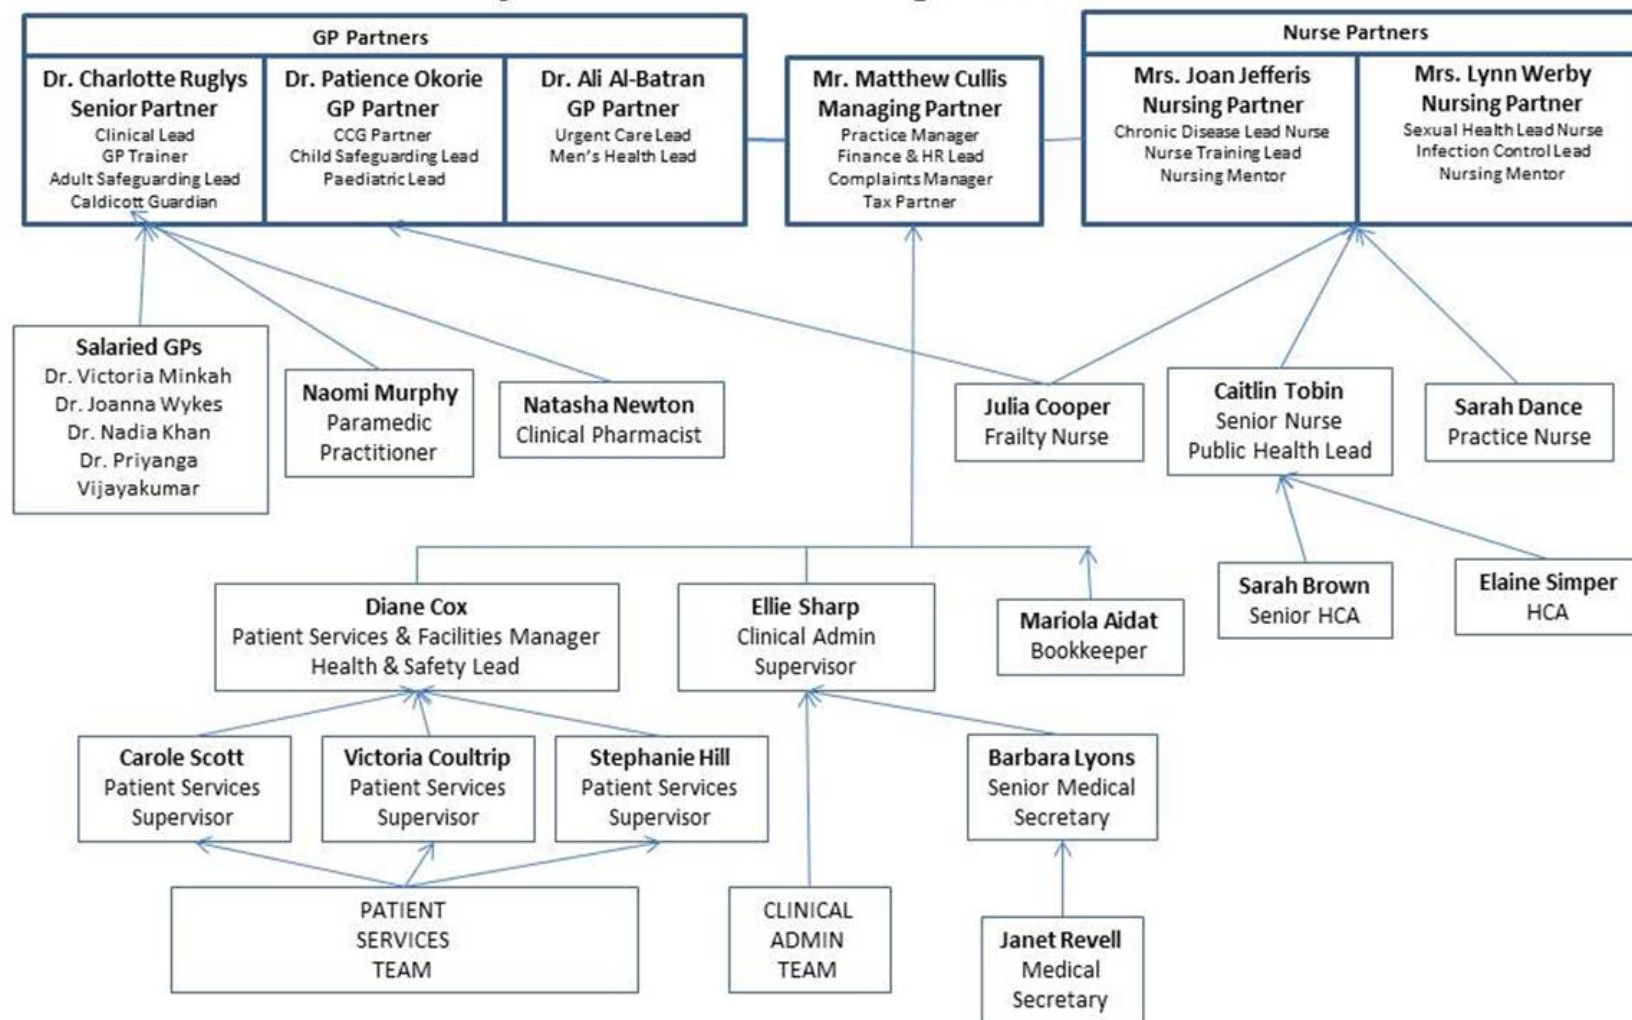 GP Partners
Dr. Charlotte Ruglys
Senior Partner
Clinical Lead
GP Trainer
Adult Safeguarding Lead
Caldicott Guardian
Dr. Patience Okorie
GP Partner
CCG Partner
Child Safeguarding Lead
Paediatric Lead
Dr. Ali Al-Batran
GP Partner
Urgent Care Lead
Men's Health Lead
Mr. Matthew Cullis
Managing Partner
Practice Manager
Finance & HR Lead
Complaints Manager
Tax Partner
Nurse Partners
Mrs. Joan Jefferis
Nursing Partner
Chronic Disease Lead Nurse
Nurse Training Lead
Nursing Mentor
Mrs. Lynn Werby
Nursing Partner
Sexual Health Lead Nurse
Infection Control Lead
Nursing Mentor
Salaried GPs
Dr. Victoria Minkah
Dr. Joanna Wykes
Dr. Nadia Khan
Dr. Priyanga
Vijayakumar
Naomi Murphy
Paramedic
Practitioner
Natasha Newton
Clinical Pharmacist
Julia Cooper
Frailty Nurse
Caitlin Tobin
Senior Nurse
Public Health Lead
Sarah Dance
Practice Nurse
Sarah Brown
Senior HCA
Elaine Simper
HCA
Diane Cox
Patient Services & Facilities Manager
Health & Safety Lead
Ellie Sharp
Clinical Admin
Supervisor
Mariola Aidat
Bookkeeper
Carole Scott
Patient Services
Supervisor
Victoria Coultrip
Patient Services
Supervisor
Stephanie Hill
Patient Services
Supervisor
Barbara Lyons
Senior Medical
Secretary
PATIENT
SERVICES
TEAM
CLINICAL
ADMIN
TEAM
Janet Revell
Medical
Secretary